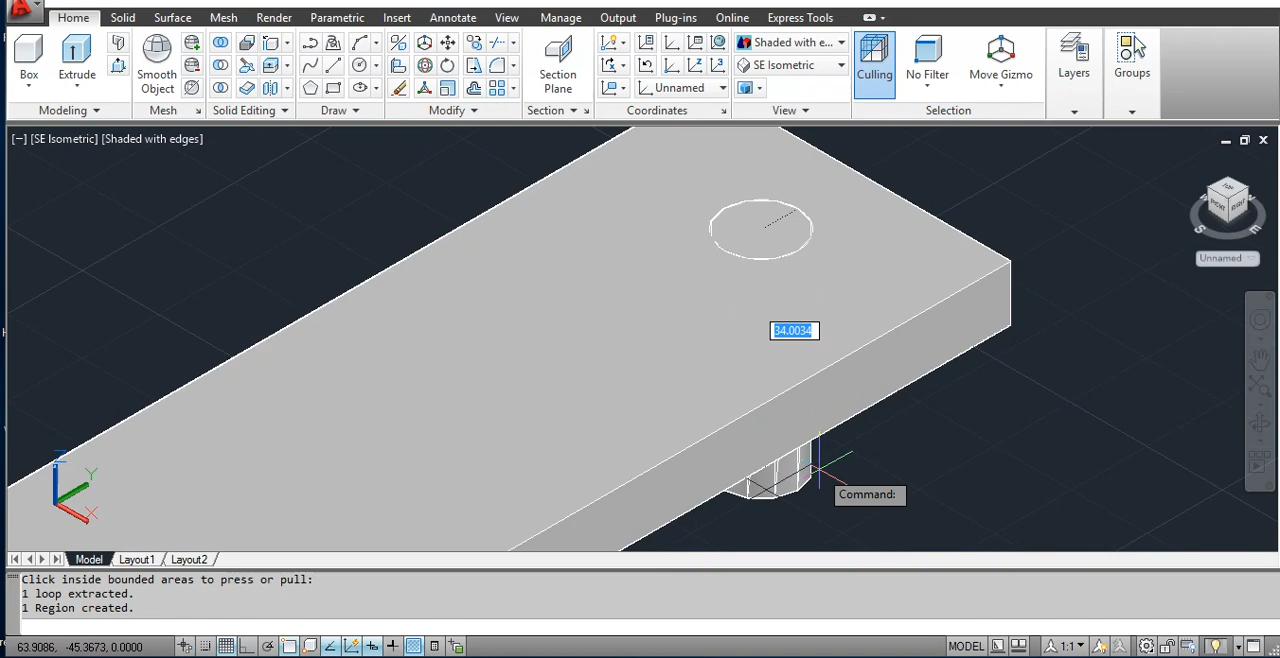 Home Solid Surface Mesh Render Parametric Insert Annotate View Manage Output Plug-ins Online Express Tools
Shaded with e...
SE Isometric
Unnamed
Box Extrude Smooth Object Section Plane Culling No Filter Move Gizmo Layers Groups
Modeling Mesh Solid Editing Draw Modify Section Coordinates View Selection
[−] [SE Isometric] [Shaded with edges]
Unnamed
34.0034
Z
Y
X
Command:
Model Layout1 Layout2
Click inside bounded areas to press or pull:
1 loop extracted.
1 Region created.
63.9086, -45.3673, 0.0000 MODEL 1:1